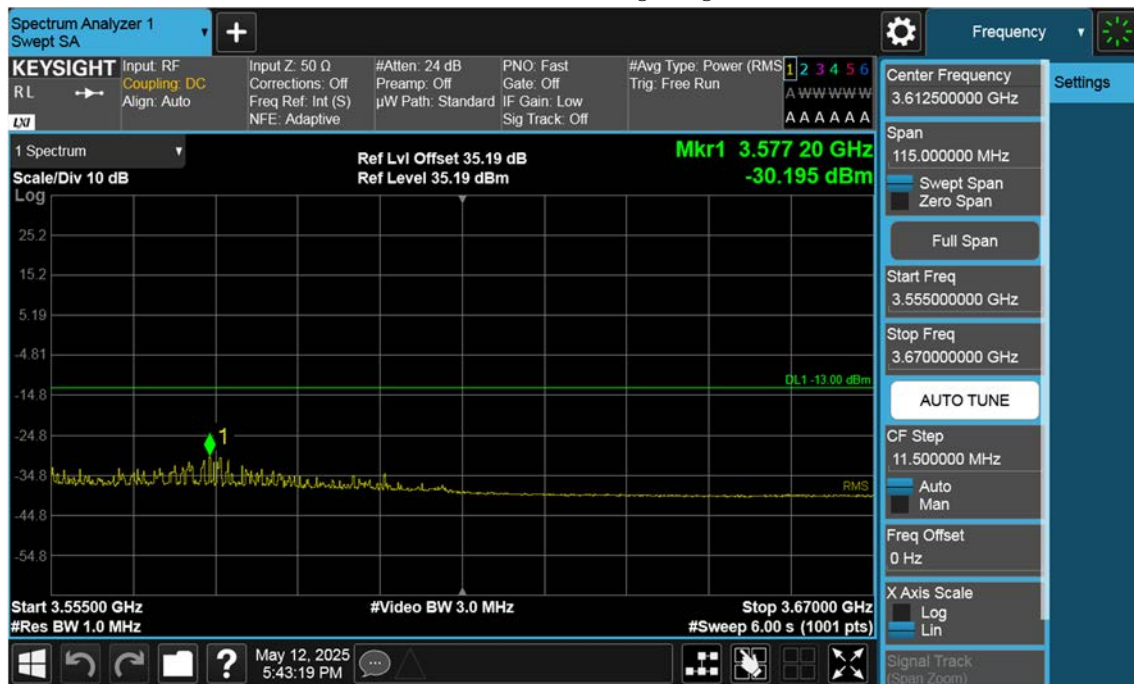 Spectrum Analyzer 1
Swept SA
+
Frequency
KEYSIGHT
RL
LXI
Input: RF
Coupling: DC
Align: Auto
Input Z: 50 Ω
Corrections: Off
Freq Ref: Int (S)
NFE: Adaptive
#Atten: 24 dB
Preamp: Off
µW Path: Standard
PNO: Fast
Gate: Off
IF Gain: Low
Sig Track: Off
#Avg Type: Power (RMS
Trig: Free Run
1 2 3 4 5 6
A W W W W W
A A A A A A
1 Spectrum
Scale/Div 10 dB
Ref Lvl Offset 35.19 dB
Ref Level 35.19 dBm
Mkr1 3.577 20 GHz
-30.195 dBm
Log
25.2
15.2
5.19
-4.81
-14.8
-24.8
-34.8
-44.8
-54.8
DL1 -13.00 dBm
1
RMS
Start 3.55500 GHz
#Res BW 1.0 MHz
#Video BW 3.0 MHz
Stop 3.67000 GHz
#Sweep 6.00 s (1001 pts)
Center Frequency
3.612500000 GHz
Settings
Span
115.000000 MHz
Swept Span
Zero Span
Full Span
Start Freq
3.555000000 GHz
Stop Freq
3.670000000 GHz
AUTO TUNE
CF Step
11.500000 MHz
Auto
Man
Freq Offset
0 Hz
X Axis Scale
Log
Lin
Signal Track
(Span Zoom)
?
May 12, 2025
5:43:19 PM